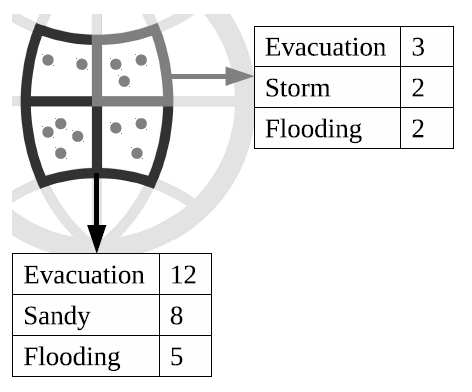 Evacuation 3
Storm 2
Flooding 2
Evacuation 12
Sandy 8
Flooding 5